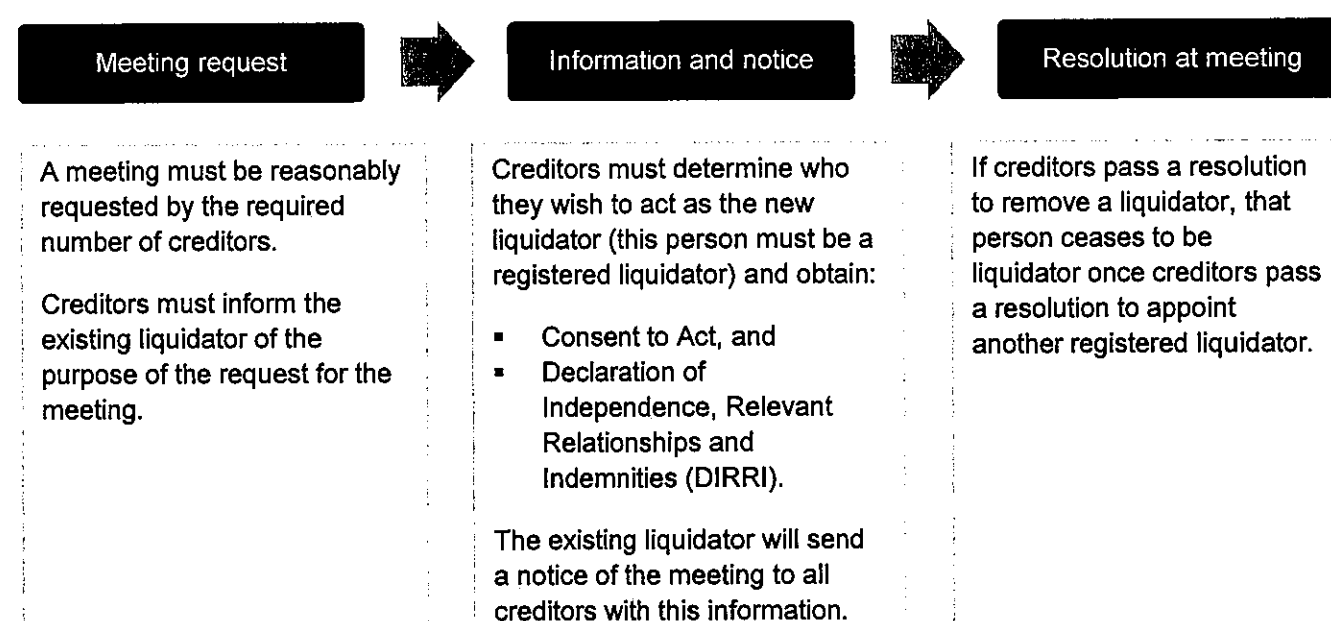 Meeting request
Information and notice
Resolution at meeting
A meeting must be reasonably
requested by the required
number of creditors.
Creditors must inform the
existing liquidator of the
purpose of the request for the
meeting.
Creditors must determine who
they wish to act as the new
liquidator (this person must be a
registered liquidator) and obtain:
▪ Consent to Act, and
▪ Declaration of
Independence, Relevant
Relationships and
Indemnities (DIRRI).
The existing liquidator will send
a notice of the meeting to all
creditors with this information.
If creditors pass a resolution
to remove a liquidator, that
person ceases to be
liquidator once creditors pass
a resolution to appoint
another registered liquidator.